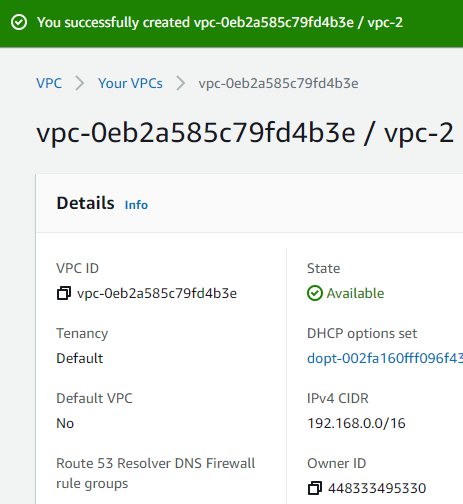 You successfully created vpc-0eb2a585c79fd4b3e / vpc-2
VPC > Your VPCs > vpc-0eb2a585c79fd4b3e
vpc-0eb2a585c79fd4b3e / vpc-2
Details Info
VPC ID
vpc-0eb2a585c79fd4b3e
State
Available
Tenancy
Default
DHCP options set
dopt-002fa160fff096f43
Default VPC
No
IPv4 CIDR
192.168.0.0/16
Route 53 Resolver DNS Firewall
rule groups
Owner ID
448333495330